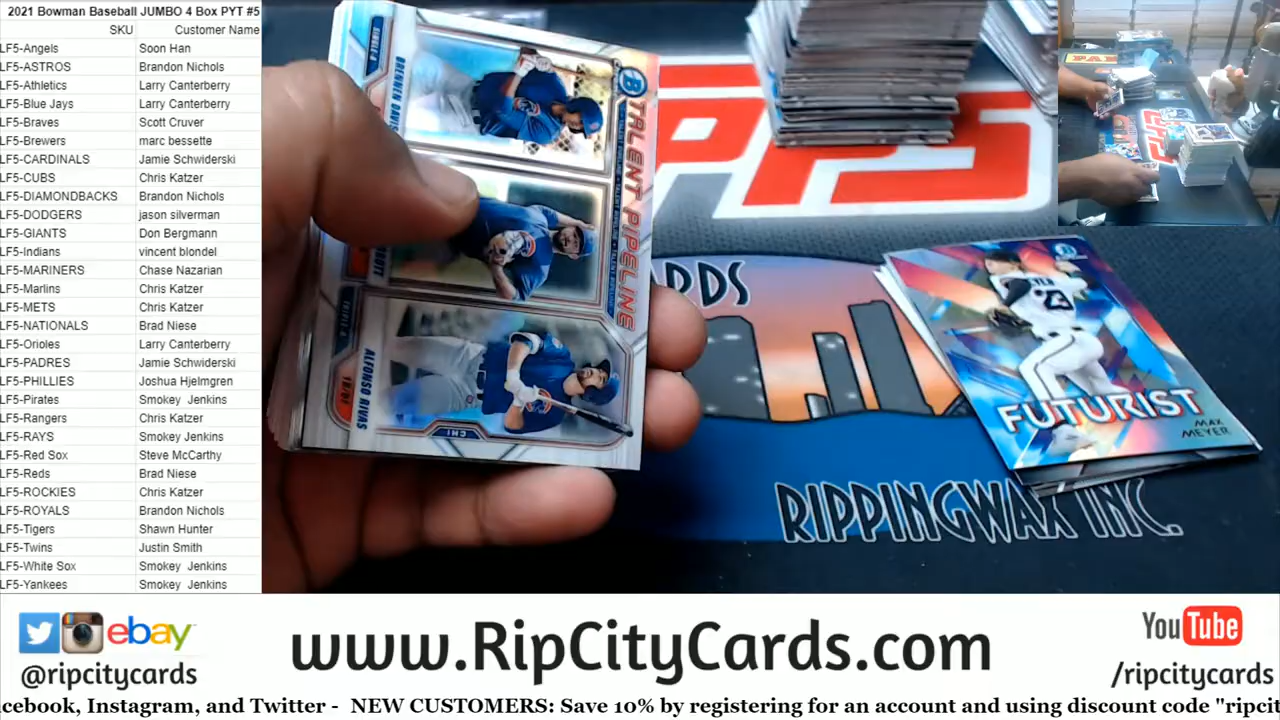 2021 Bowman Baseball JUMBO 4 Box PYT #5
SKU Customer Name
LF5-Angels Soon Han
LF5-ASTROS Brandon Nichols
LF5-Athletics Larry Canterberry
LF5-Blue Jays Larry Canterberry
LF5-Braves Scott Cruver
LF5-Brewers marc bessette
LF5-CARDINALS Jamie Schwiderski
LF5-CUBS Chris Katzer
LF5-DIAMONDBACKS Brandon Nichols
LF5-DODGERS jason silverman
LF5-GIANTS Don Bergmann
LF5-Indians vincent blondel
LF5-MARINERS Chase Nazarian
LF5-Marlins Chris Katzer
LF5-METS Chris Katzer
LF5-NATIONALS Brad Niese
LF5-Orioles Larry Canterberry
LF5-PADRES Jamie Schwiderski
LF5-PHILLIES Joshua Hjelmgren
LF5-Pirates Smokey Jenkins
LF5-Rangers Chris Katzer
LF5-RAYS Smokey Jenkins
LF5-Red Sox Steve McCarthy
LF5-Reds Brad Niese
LF5-ROCKIES Chris Katzer
LF5-ROYALS Brandon Nichols
LF5-Tigers Shawn Hunter
LF5-Twins Justin Smith
LF5-White Sox Smokey Jenkins
LF5-Yankees Smokey Jenkins
TALENT PIPELINE
BRENNEN DAVIS
ALFONSO RIVAS
CHI
PPS
RDS
FUTURIST
MAX
MEYER
RIPPINGWAX INC.
ebay
@ripcitycards
www.RipCityCards.com
YouTube
/ripcitycards
cebook, Instagram, and Twitter - NEW CUSTOMERS: Save 10% by registering for an account and using discount code "ripcit